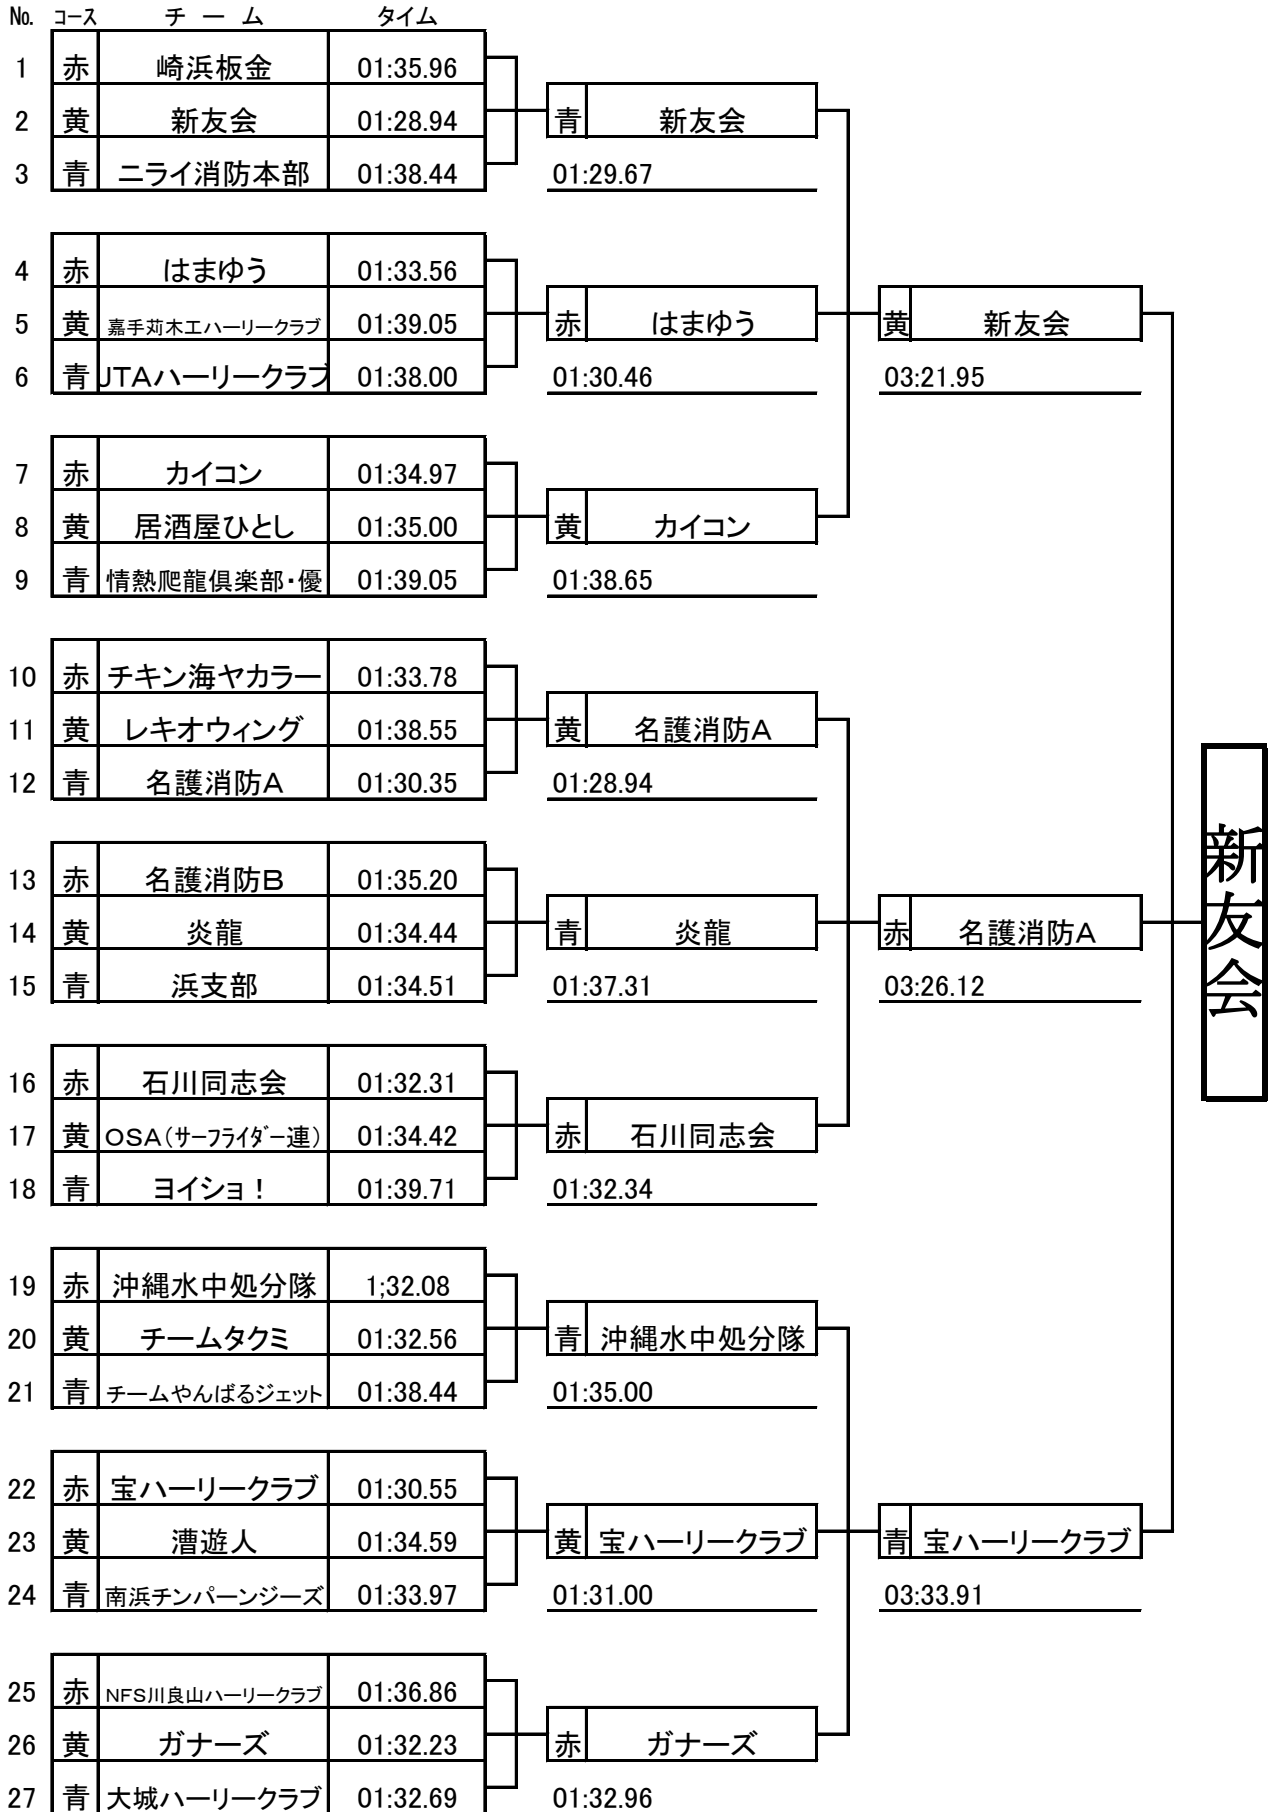 No. コース チ ー ム タイム
1 赤 崎浜板金 01:35.96
2 黄 新友会 01:28.94 青 新友会
3 青 ニライ消防本部 01:38.44 01:29.67
4 赤 はまゆう 01:33.56
5 黄 嘉手苅木工ハーリークラブ 01:39.05 赤 はまゆう 黄 新友会
6 青 JTAハーリークラブ 01:38.00 01:30.46 03:21.95
7 赤 カイコン 01:34.97
8 黄 居酒屋ひとし 01:35.00 黄 カイコン
9 青 情熱爬龍倶楽部・優 01:39.05 01:38.65
10 赤 チキン海ヤカラー 01:33.78
11 黄 レキオウィング 01:38.55 黄 名護消防A
12 青 名護消防A 01:30.35 01:28.94
新友会
13 赤 名護消防B 01:35.20
14 黄 炎龍 01:34.44 青 炎龍 赤 名護消防A
15 青 浜支部 01:34.51 01:37.31 03:26.12
16 赤 石川同志会 01:32.31
17 黄 OSA(ｻｰﾌﾗｲﾀﾞｰ連) 01:34.42 赤 石川同志会
18 青 ヨイショ！ 01:39.71 01:32.34
19 赤 沖縄水中処分隊 1;32.08
20 黄 チームタクミ 01:32.56 青 沖縄水中処分隊
21 青 チームやんばるジェット 01:38.44 01:35.00
22 赤 宝ハーリークラブ 01:30.55
23 黄 漕遊人 01:34.59 黄 宝ハーリークラブ 青 宝ハーリークラブ
24 青 南浜チンパーンジーズ 01:33.97 01:31.00 03:33.91
25 赤 NFS川良山ハーリークラブ 01:36.86
26 黄 ガナーズ 01:32.23 赤 ガナーズ
27 青 大城ハーリークラブ 01:32.69 01:32.96